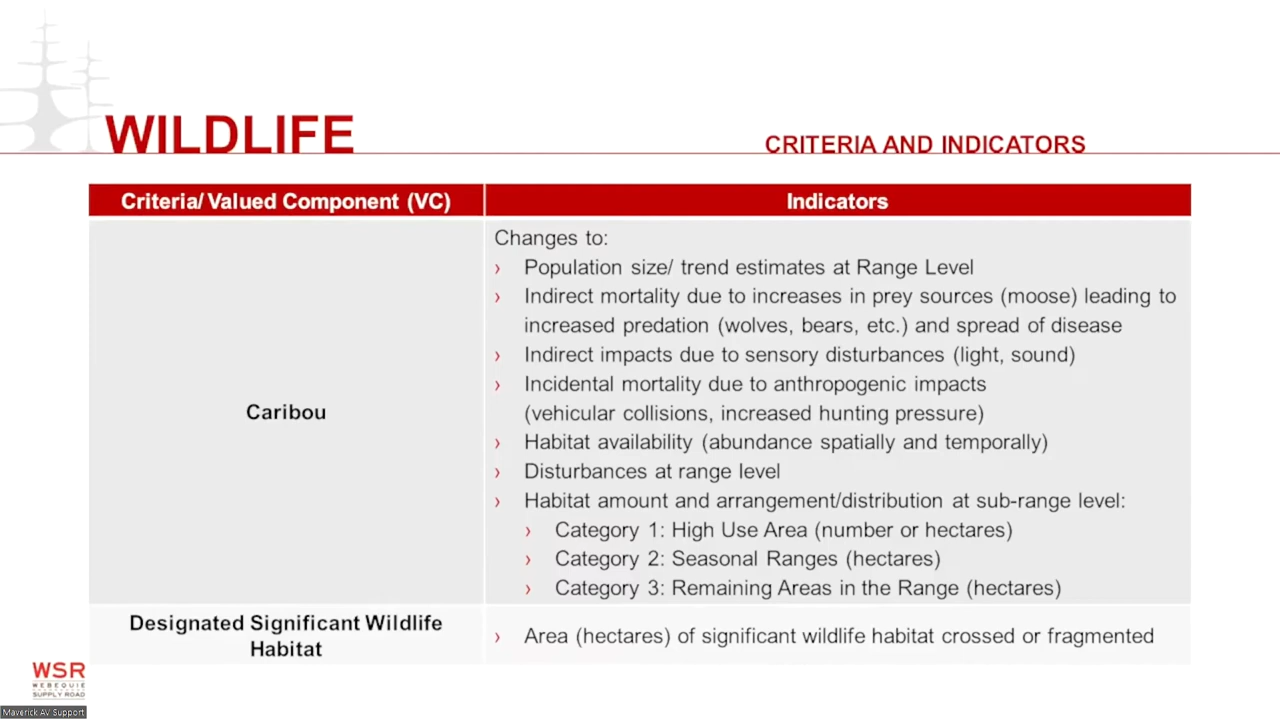 WILDLIFE
CRITERIA AND INDICATORS
Criteria/ Valued Component (VC)
Indicators
Caribou
Changes to:
› Population size/ trend estimates at Range Level
› Indirect mortality due to increases in prey sources (moose) leading to
increased predation (wolves, bears, etc.) and spread of disease
› Indirect impacts due to sensory disturbances (light, sound)
› Incidental mortality due to anthropogenic impacts
(vehicular collisions, increased hunting pressure)
› Habitat availability (abundance spatially and temporally)
› Disturbances at range level
› Habitat amount and arrangement/distribution at sub-range level:
› Category 1: High Use Area (number or hectares)
› Category 2: Seasonal Ranges (hectares)
› Category 3: Remaining Areas in the Range (hectares)
Designated Significant Wildlife
Habitat
› Area (hectares) of significant wildlife habitat crossed or fragmented
WSR
WEBEQUIE
SUPPLY ROAD
Maverick AV Support